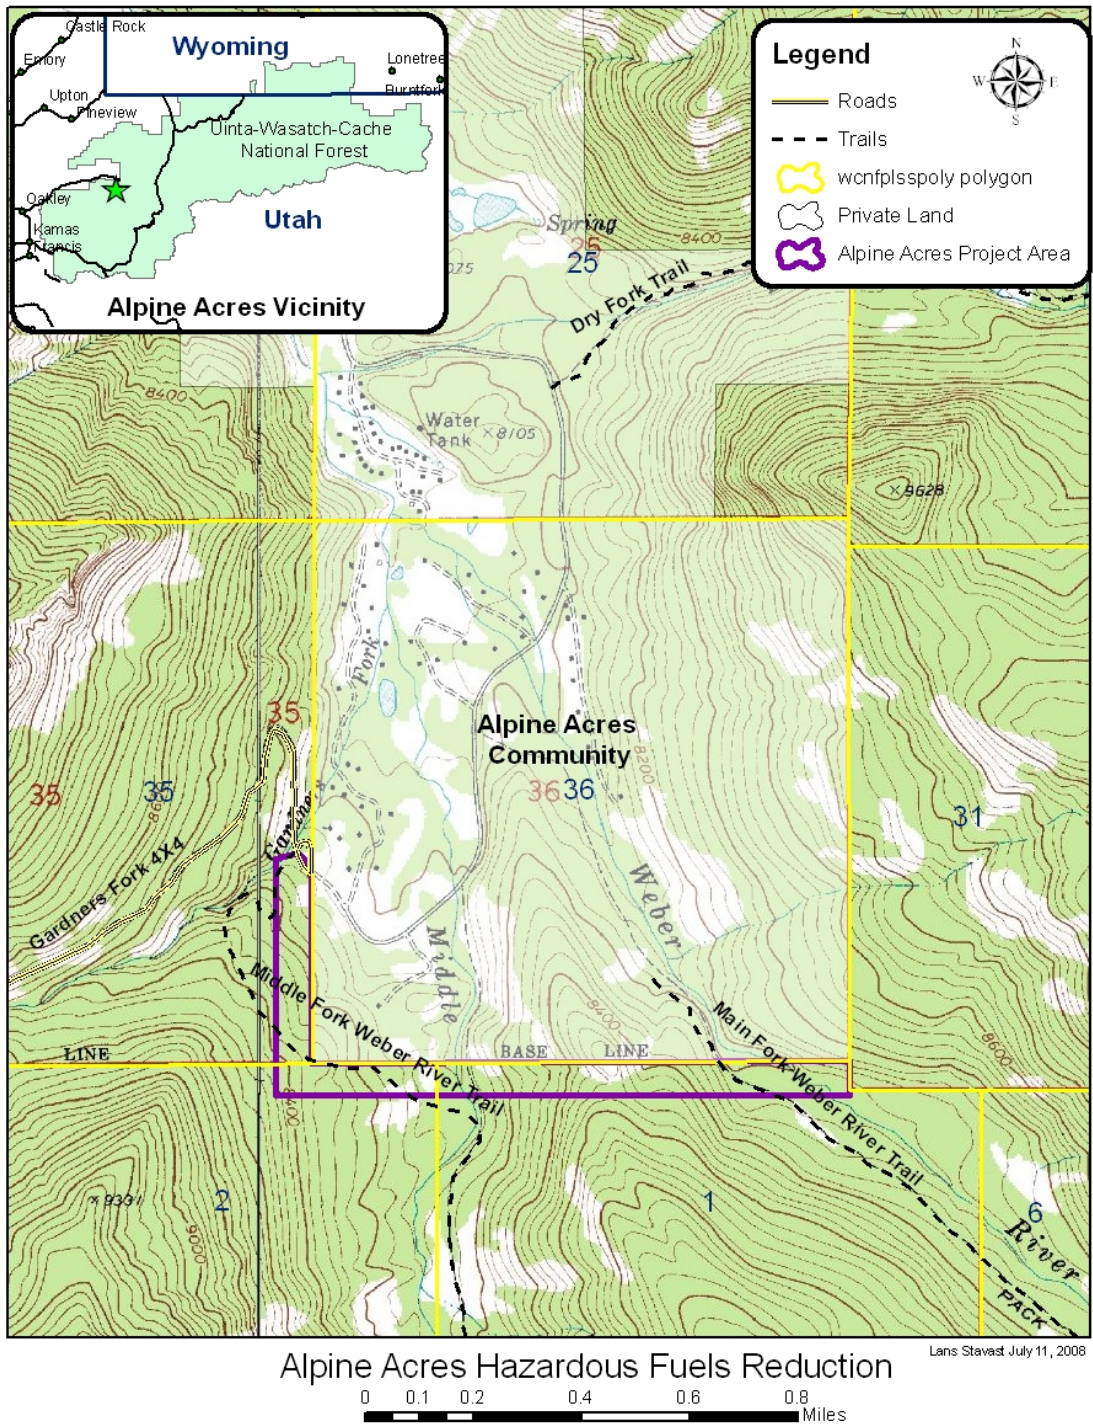 Castle Rock
Wyoming
Emory
Lonetree
Upton
Burntfork
Pineview
Uinta-Wasatch-Cache
National Forest
Oakley
Utah
Kamas
Francis
Alpine Acres Vicinity
Legend
N
W E
S
Roads
Trails
wcnfplsspoly polygon
Private Land
Alpine Acres Project Area
Spring
8400
25
25
Dry Fork Trail
8400
Water
Tank
×8105
×9628
Fork
35
Alpine Acres
Community
8200
35
35
36
36
31
Gardners Fork 4X4
Weber
Middle
Middle Fork Weber River Trail
Main Fork Weber River Trail
8400
8600
LINE
BASE LINE
8400
×9331
2
1
6
9000
River
PACK
Lans Stavast July 11, 2008
Alpine Acres Hazardous Fuels Reduction
0 0.1 0.2 0.4 0.6 0.8
Miles